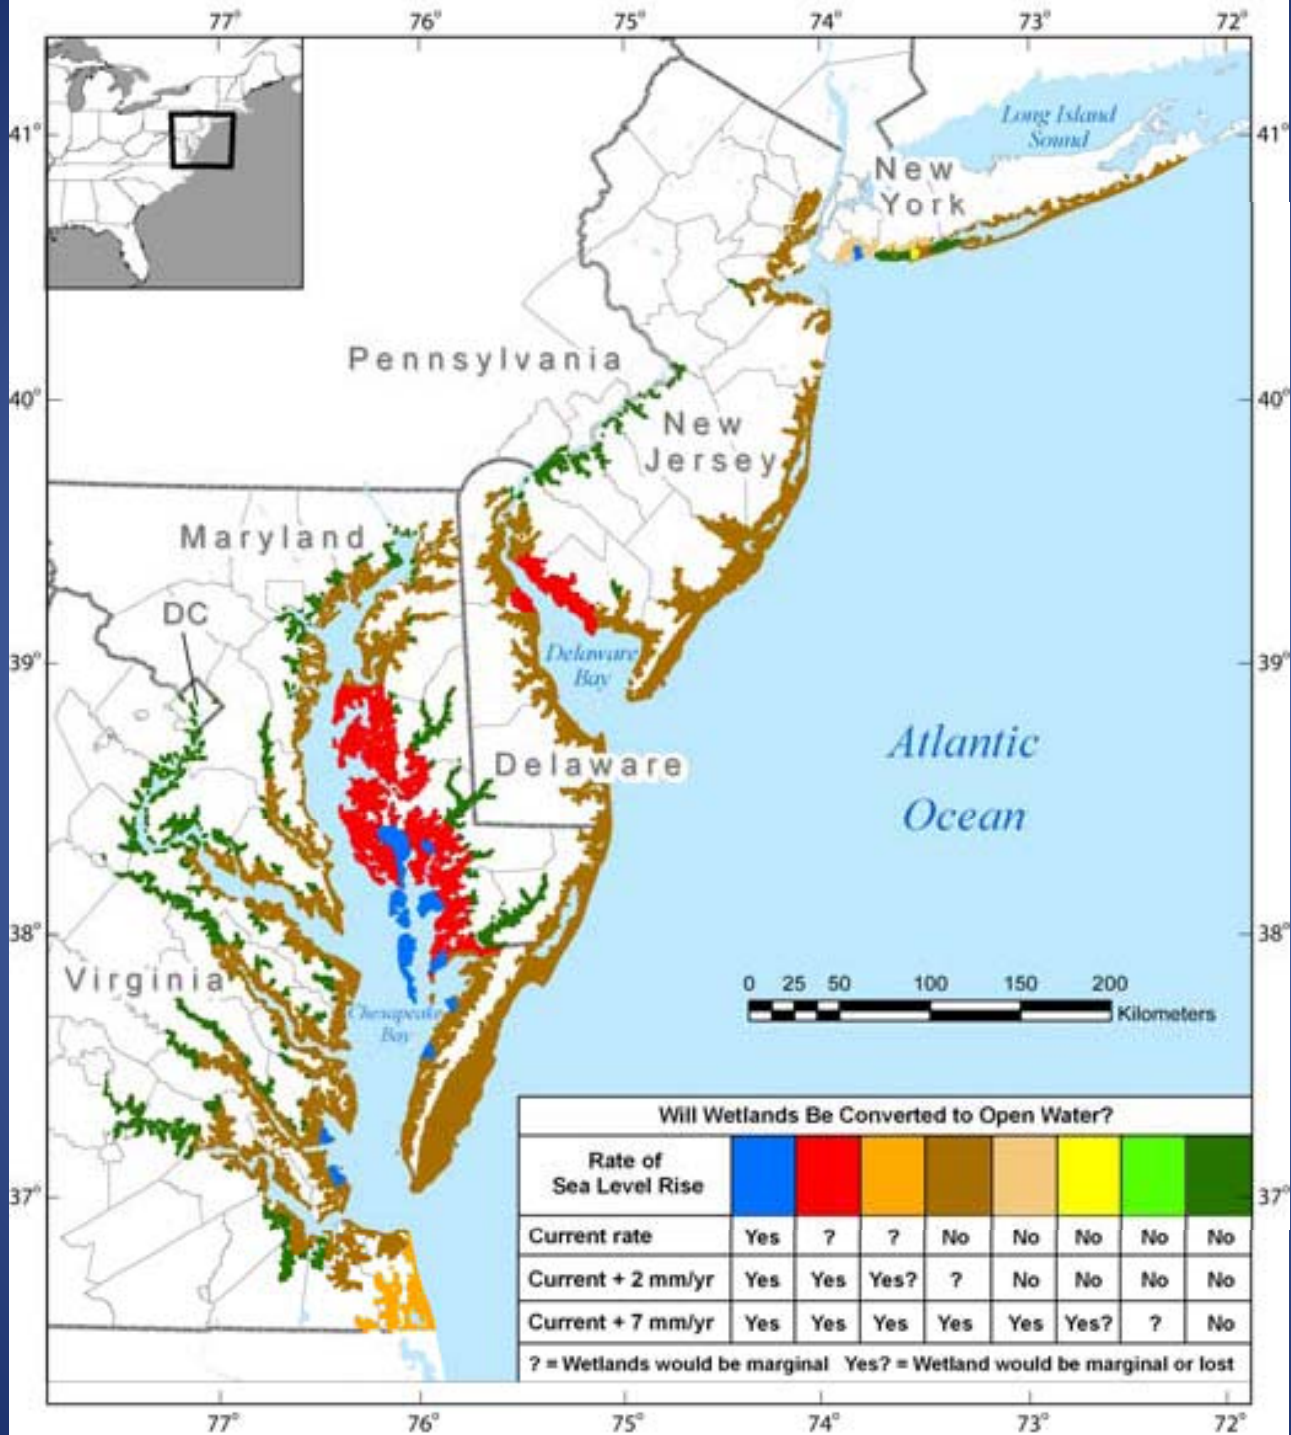 77° 76° 75° 74° 73° 72°
41° 41°
Long Island
Sound
New
York
Pennsylvania
40° 40°
New
Jersey
Maryland
DC
39° 39°
Delaware
Bay
Delaware
Atlantic
Ocean
38° 38°
Virginia
0 25 50 100 150 200
Kilometers
Chesapeake
Bay
Will Wetlands Be Converted to Open Water?
Rate of
Sea Level Rise
37° 37°
Current rate Yes ? ? No No No No No
Current + 2 mm/yr Yes Yes Yes? ? No No No No
Current + 7 mm/yr Yes Yes Yes Yes Yes Yes? ? No
? = Wetlands would be marginal Yes? = Wetland would be marginal or lost
77° 76° 75° 74° 73° 72°